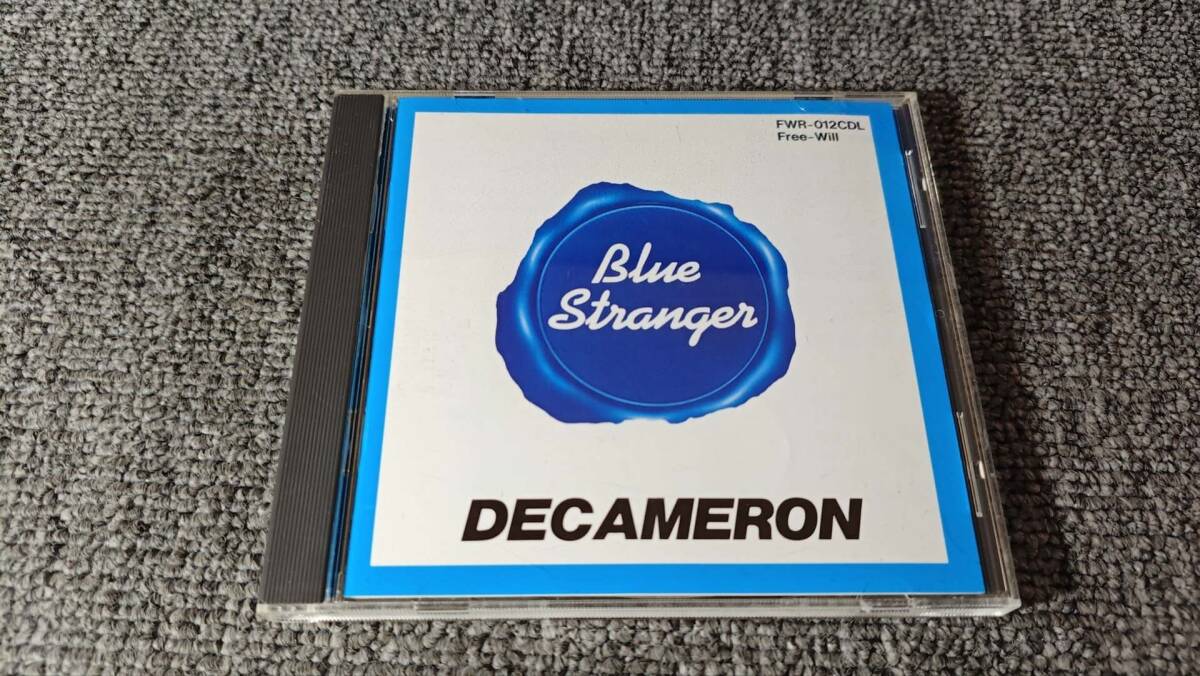 FWR-012CDL
Free-Will
Blue
Stranger
DECAMERON